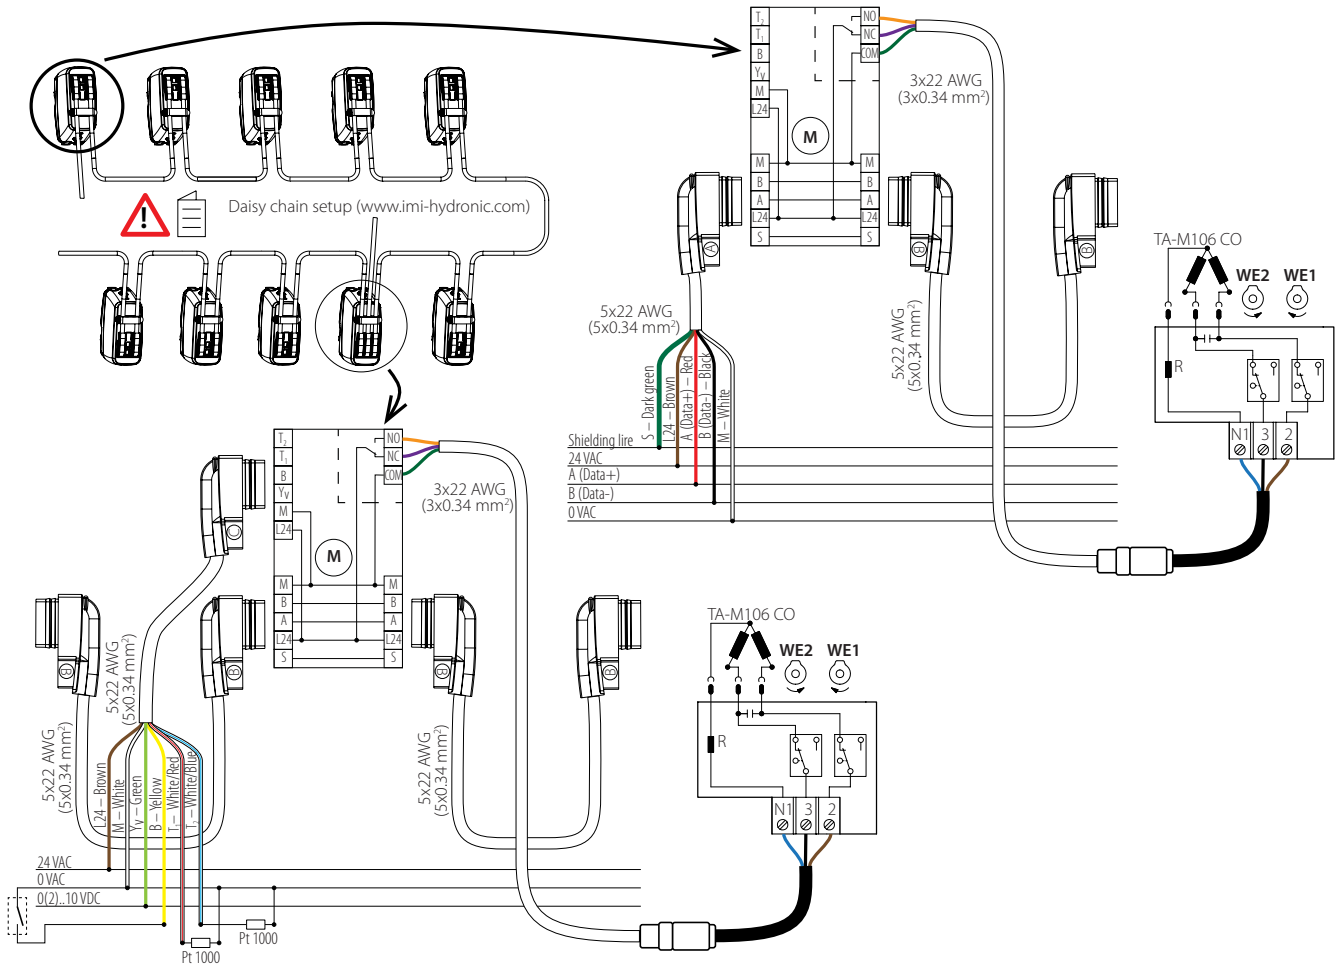 Daisy chain setup (www.imi-hydronic.com)
T2
T1
B
YV
M
L24
M
B
A
L24
S
NO
NC
COM
M
B
A
L24
S
M
3x22 AWG
(3x0.34 mm²)
A
B
C
5x22 AWG
(5x0.34 mm²)
5x22 AWG
(5x0.34 mm²)
S – Dark green
L24 – Brown
A (Data+) – Red
B (Data-) – Black
M – White
Shielding lire
24 VAC
A (Data+)
B (Data-)
0 VAC
TA-M106 CO
WE2 WE1
R
N1 3 2
T2
T1
B
YV
M
L24
M
B
A
L24
S
NO
NC
COM
M
B
A
L24
S
M
3x22 AWG
(3x0.34 mm²)
C
D
B
D
B
5x22 AWG
(5x0.34 mm²)
5x22 AWG
(5x0.34 mm²)
5x22 AWG
(5x0.34 mm²)
L24 – Brown
M – White
YV – Green
B – Yellow
T1 – White/Red
T2 – White/Blue
24 VAC
0 VAC
0(2)..10 VDC
Pt 1000
Pt 1000
TA-M106 CO
WE2 WE1
R
N1 3 2